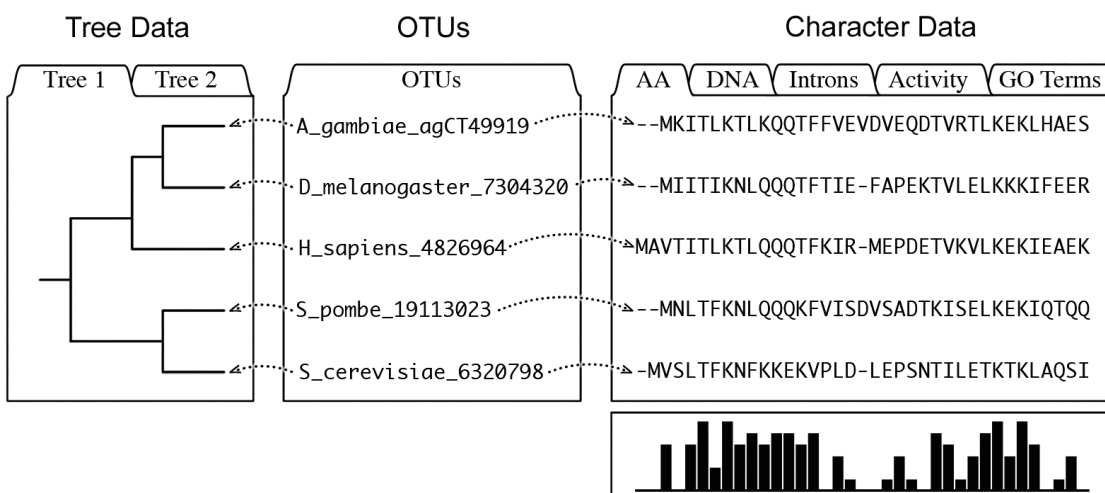 Tree Data
OTUs
Character Data
Tree 1
Tree 2
OTUs
AA
DNA
Introns
Activity
GO Terms
A_gambiae_agCT49919
--MKITLKTLKQQTFFVEVDVEQDTVRTLKEKLHAES
D_melanogaster_7304320
--MIITIKNLQQQTFTIE-FAPEKTVLELKKKIFEER
H_sapiens_4826964
MAVTITLKTLQQQTFKIR-MEPDETVKVLKEKIEAEK
S_pombe_19113023
--MNLTFKNLQQQKFVISDVSADTKISELKEKIQTQQ
S_cerevisiae_6320798
-MVSLTFKNFKKEKVPLD-LEPSNTILETKTKLAQSI